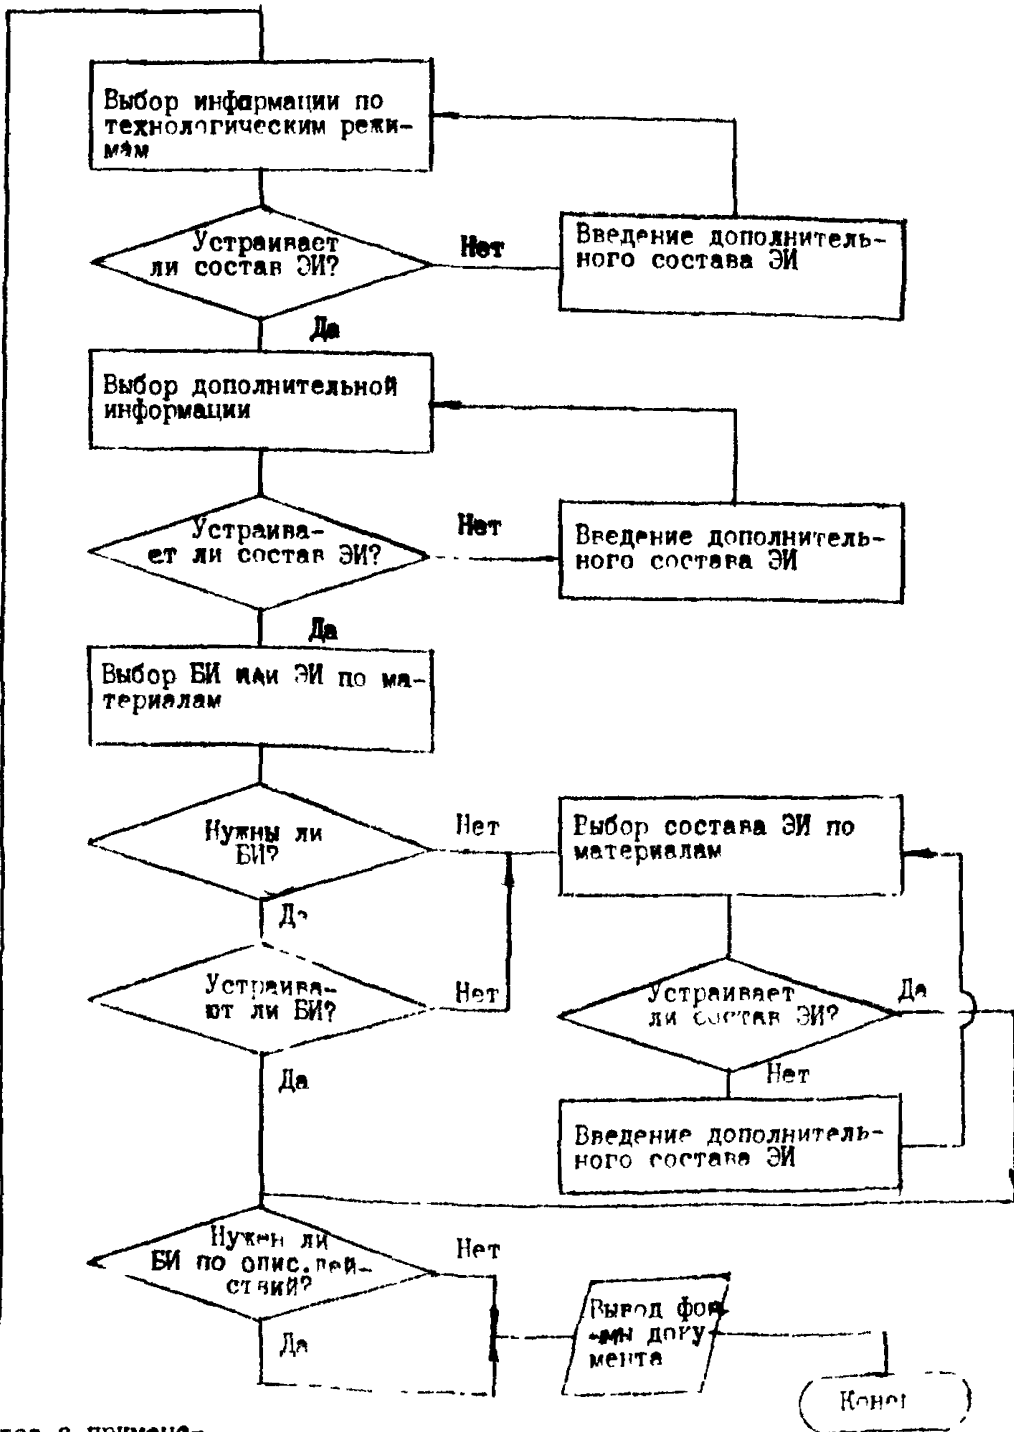 Выбор информации по
технологическим режи-
мам
Устраивает
ли состав ЭИ?
Нет
Введение дополнитель-
ного состава ЭИ
Да
Выбор дополнительной
информации
Устраива-
ет ли состав ЭИ?
Нет
Введение дополнитель-
ного состава ЭИ
Да
Выбор БИ или ЭИ по ма-
териалам
Нужны ли
БИ?
Нет
Выбор состава ЭИ по
материалам
Да
Устраива-
ют ли БИ?
Нет
Устраивает
ли состав ЭИ?
Да
Да
Нет
Введение дополнитель-
ного состава ЭИ
Нужен ли
БИ по опис.дей-
ствий?
Нет
Да
Вывод фор-
мы доку-
мента
Конец